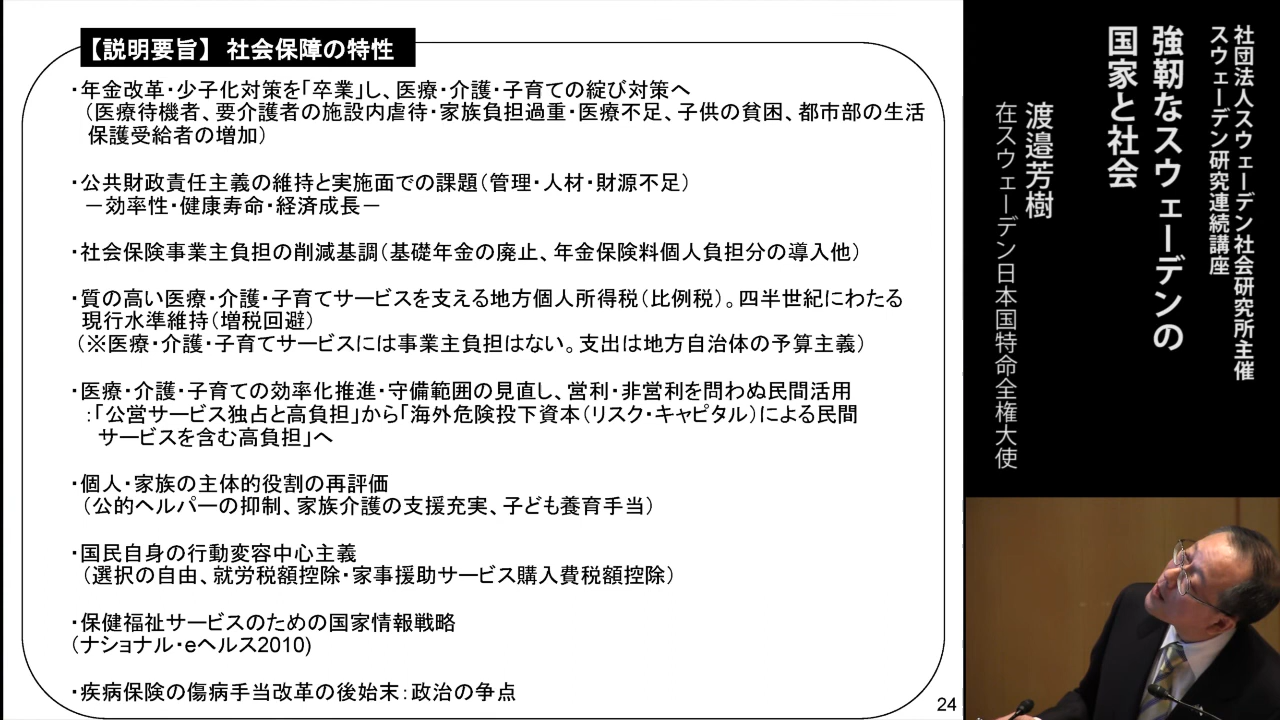 【説明要旨】 社会保障の特性
・年金改革・少子化対策を「卒業」し、医療・介護・子育ての綻び対策へ
（医療待機者、要介護者の施設内虐待・家族負担過重・医療不足、子供の貧困、都市部の生活
保護受給者の増加）
・公共財政責任主義の維持と実施面での課題（管理・人材・財源不足）
－効率性・健康寿命・経済成長－
・社会保険事業主負担の削減基調（基礎年金の廃止、年金保険料個人負担分の導入他）
・質の高い医療・介護・子育てサービスを支える地方個人所得税（比例税）。四半世紀にわたる
現行水準維持（増税回避）
（※医療・介護・子育てサービスには事業主負担はない。支出は地方自治体の予算主義）
・医療・介護・子育ての効率化推進・守備範囲の見直し、営利・非営利を問わぬ民間活用
：「公営サービス独占と高負担」から「海外危険投下資本（リスク・キャピタル）による民間
サービスを含む高負担」へ
・個人・家族の主体的役割の再評価
（公的ヘルパーの抑制、家族介護の支援充実、子ども養育手当）
・国民自身の行動変容中心主義
（選択の自由、就労税額控除・家事援助サービス購入費税額控除）
・保健福祉サービスのための国家情報戦略
(ナショナル・eヘルス2010)
・疾病保険の傷病手当改革の後始末：政治の争点
24
社団法人スウェーデン社会研究所主催
スウェーデン研究連続講座
強靭なスウェーデンの
国家と社会
渡邉芳樹
在スウェーデン日本国特命全権大使